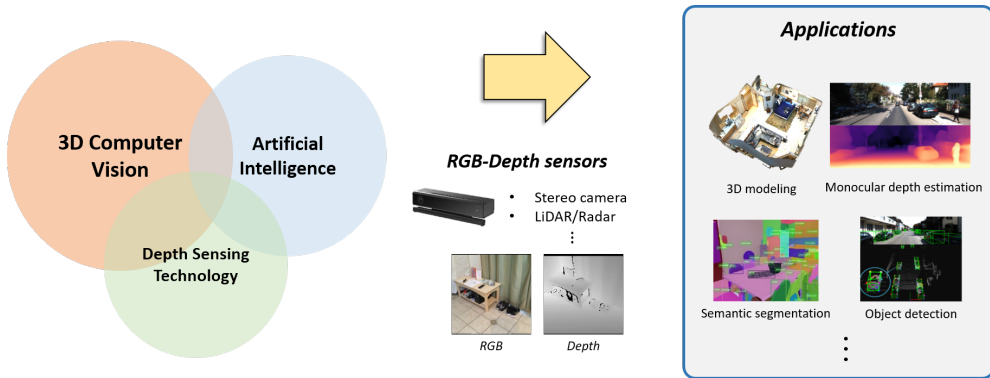 3D Computer
Vision
Artificial
Intelligence
Depth Sensing
Technology
RGB-Depth sensors
• Stereo camera
• LiDAR/Radar
RGB
Depth
Applications
3D modeling
Monocular depth estimation
Semantic segmentation
Object detection